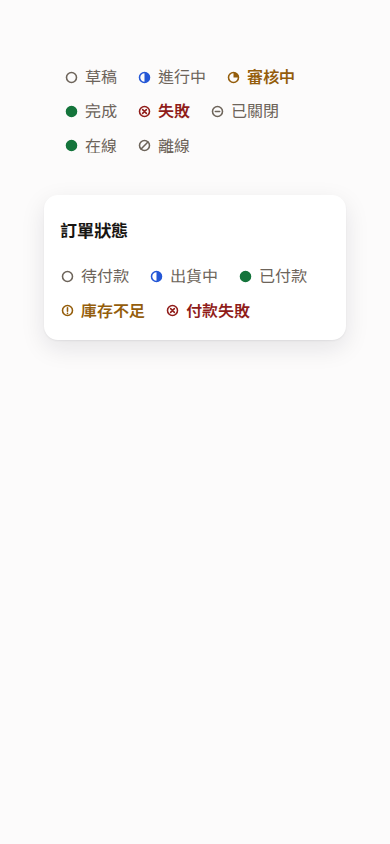 草稿 進行中 審核中
完成 失敗 已關閉
在線 離線
訂單狀態
待付款 出貨中 已付款
庫存不足 付款失敗